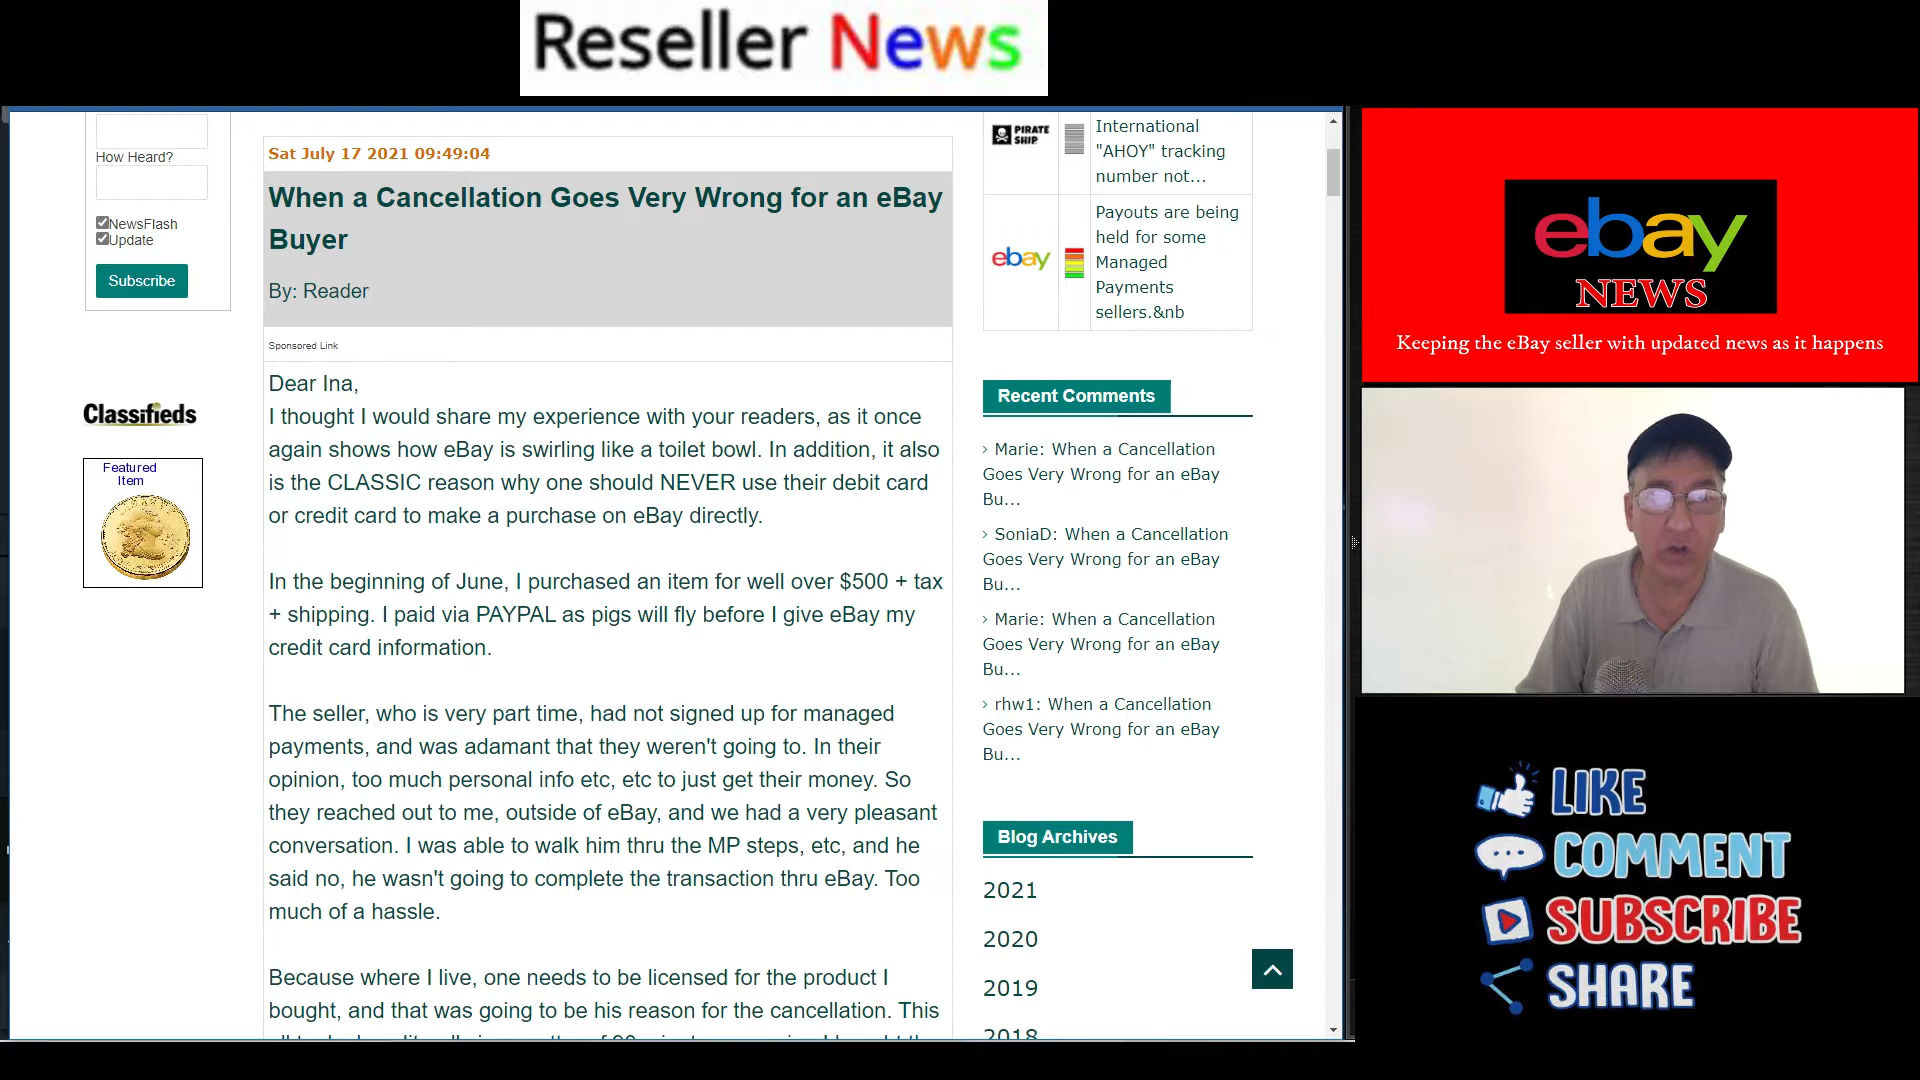 Reseller News
How Heard?
NewsFlash
Update
Subscribe
Classifieds
Featured
Item
Sat July 17 2021 09:49:04
When a Cancellation Goes Very Wrong for an eBay
Buyer
By: Reader
Sponsored Link
Dear Ina,
I thought I would share my experience with your readers, as it once
again shows how eBay is swirling like a toilet bowl. In addition, it also
is the CLASSIC reason why one should NEVER use their debit card
or credit card to make a purchase on eBay directly.
In the beginning of June, I purchased an item for well over $500 + tax
+ shipping. I paid via PAYPAL as pigs will fly before I give eBay my
credit card information.
The seller, who is very part time, had not signed up for managed
payments, and was adamant that they weren't going to. In their
opinion, too much personal info etc, etc to just get their money. So
they reached out to me, outside of eBay, and we had a very pleasant
conversation. I was able to walk him thru the MP steps, etc, and he
said no, he wasn't going to complete the transaction thru eBay. Too
much of a hassle.
Because where I live, one needs to be licensed for the product I
bought, and that was going to be his reason for the cancellation. This
PIRATE
SHIP
International
"AHOY" tracking
number not...
ebay
Payouts are being
held for some
Managed
Payments
sellers.&nb
Recent Comments
› Marie: When a Cancellation
Goes Very Wrong for an eBay
Bu...
› SoniaD: When a Cancellation
Goes Very Wrong for an eBay
Bu...
› Marie: When a Cancellation
Goes Very Wrong for an eBay
Bu...
› rhw1: When a Cancellation
Goes Very Wrong for an eBay
Bu...
Blog Archives
2021
2020
2019
2018
ebay
NEWS
Keeping the eBay seller with updated news as it happens
LIKE
COMMENT
SUBSCRIBE
SHARE